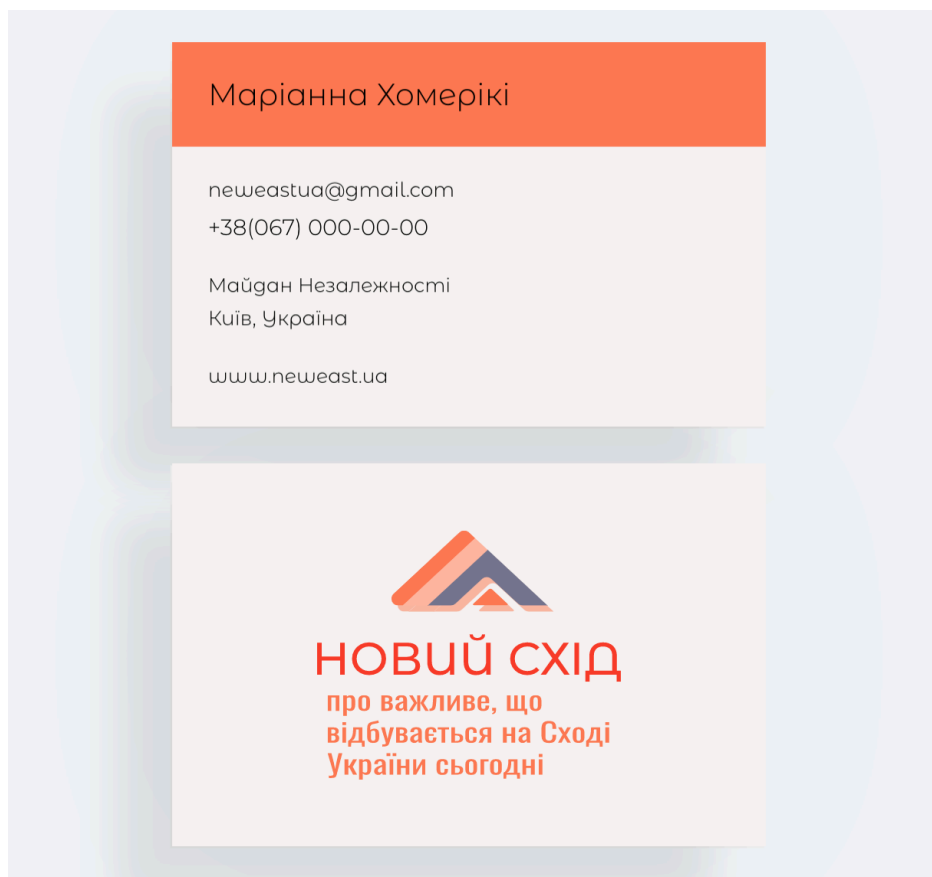 Маріанна Хомерікі
neweastua@gmail.com
+38(067) 000-00-00
Майдан Незалежності
Київ, Україна
www.neweast.ua
НОВИЙ СХІД
про важливе, що
відбувається на Сході
України сьогодні